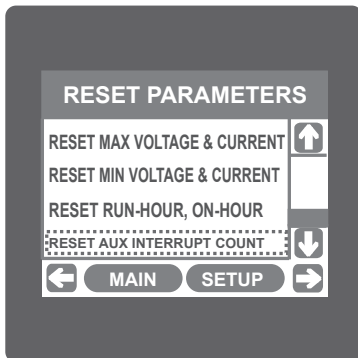 RESET PARAMETERS
RESET MAX VOLTAGE & CURRENT
RESET MIN VOLTAGE & CURRENT
RESET RUN-HOUR, ON-HOUR
RESET AUX INTERRUPT COUNT
MAIN SETUP